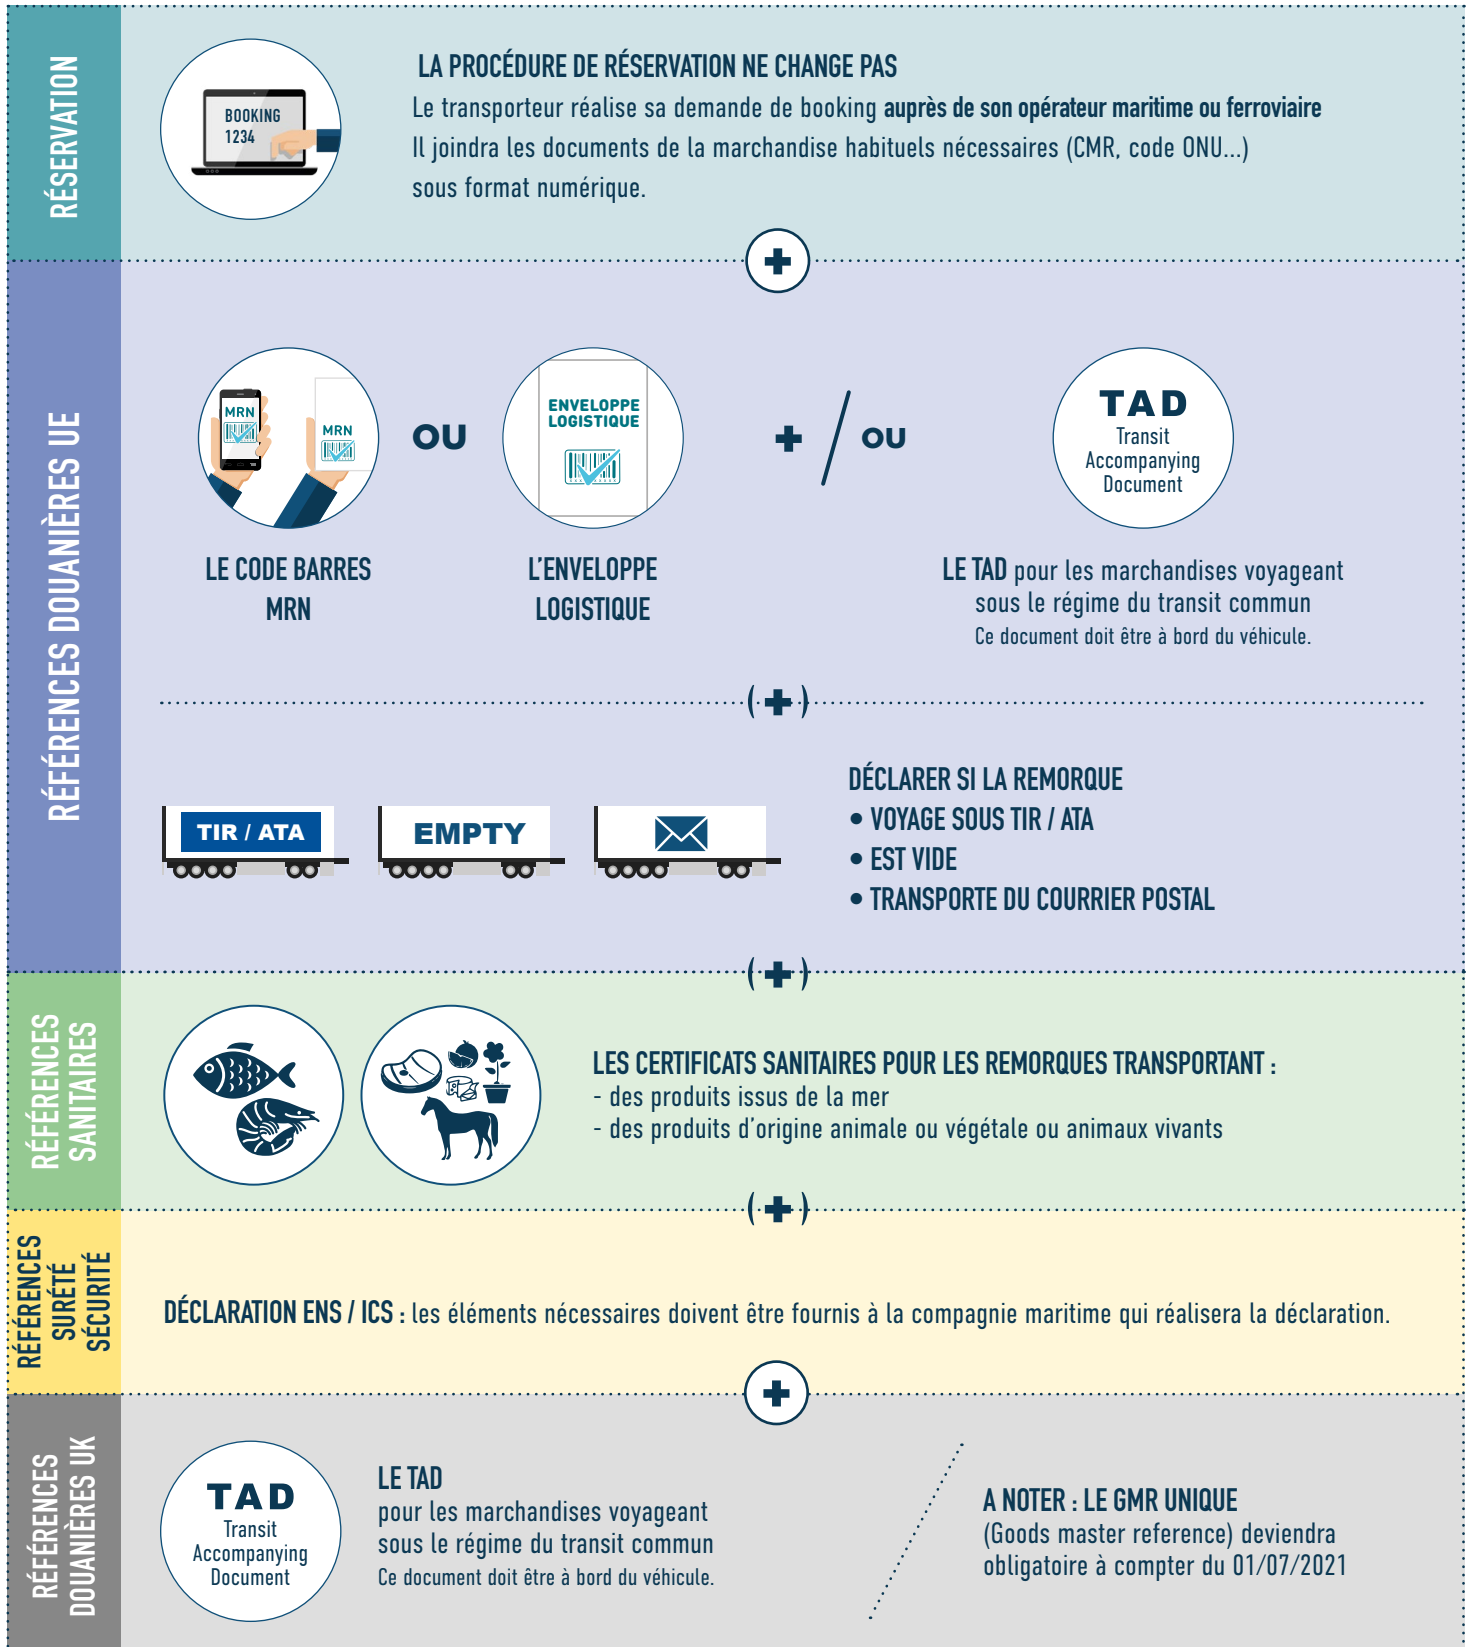 RÉSERVATION
BOOKING
1234
LA PROCÉDURE DE RÉSERVATION NE CHANGE PAS
Le transporteur réalise sa demande de booking auprès de son opérateur maritime ou ferroviaire
Il joindra les documents de la marchandise habituels nécessaires (CMR, code ONU...)
sous format numérique.
+
RÉFÉRENCES DOUANIÈRES UE
MRN
MRN
OU
ENVELOPPE
LOGISTIQUE
+ / OU
TAD
Transit
Accompanying
Document
LE CODE BARRES
MRN
L'ENVELOPPE
LOGISTIQUE
LE TAD pour les marchandises voyageant
sous le régime du transit commun
Ce document doit être à bord du véhicule.
(+)
TIR / ATA
EMPTY
DÉCLARER SI LA REMORQUE
• VOYAGE SOUS TIR / ATA
• EST VIDE
• TRANSPORTE DU COURRIER POSTAL
(+)
RÉFÉRENCES
SANITAIRES
LES CERTIFICATS SANITAIRES POUR LES REMORQUES TRANSPORTANT :
- des produits issus de la mer
- des produits d'origine animale ou végétale ou animaux vivants
(+)
RÉFÉRENCES
SURÉTÉ
SÉCURITÉ
DÉCLARATION ENS / ICS : les éléments nécessaires doivent être fournis à la compagnie maritime qui réalisera la déclaration.
+
RÉFÉRENCES
DOUANIÈRES UK
TAD
Transit
Accompanying
Document
LE TAD
pour les marchandises voyageant
sous le régime du transit commun
Ce document doit être à bord du véhicule.
A NOTER : LE GMR UNIQUE
(Goods master reference) deviendra
obligatoire à compter du 01/07/2021